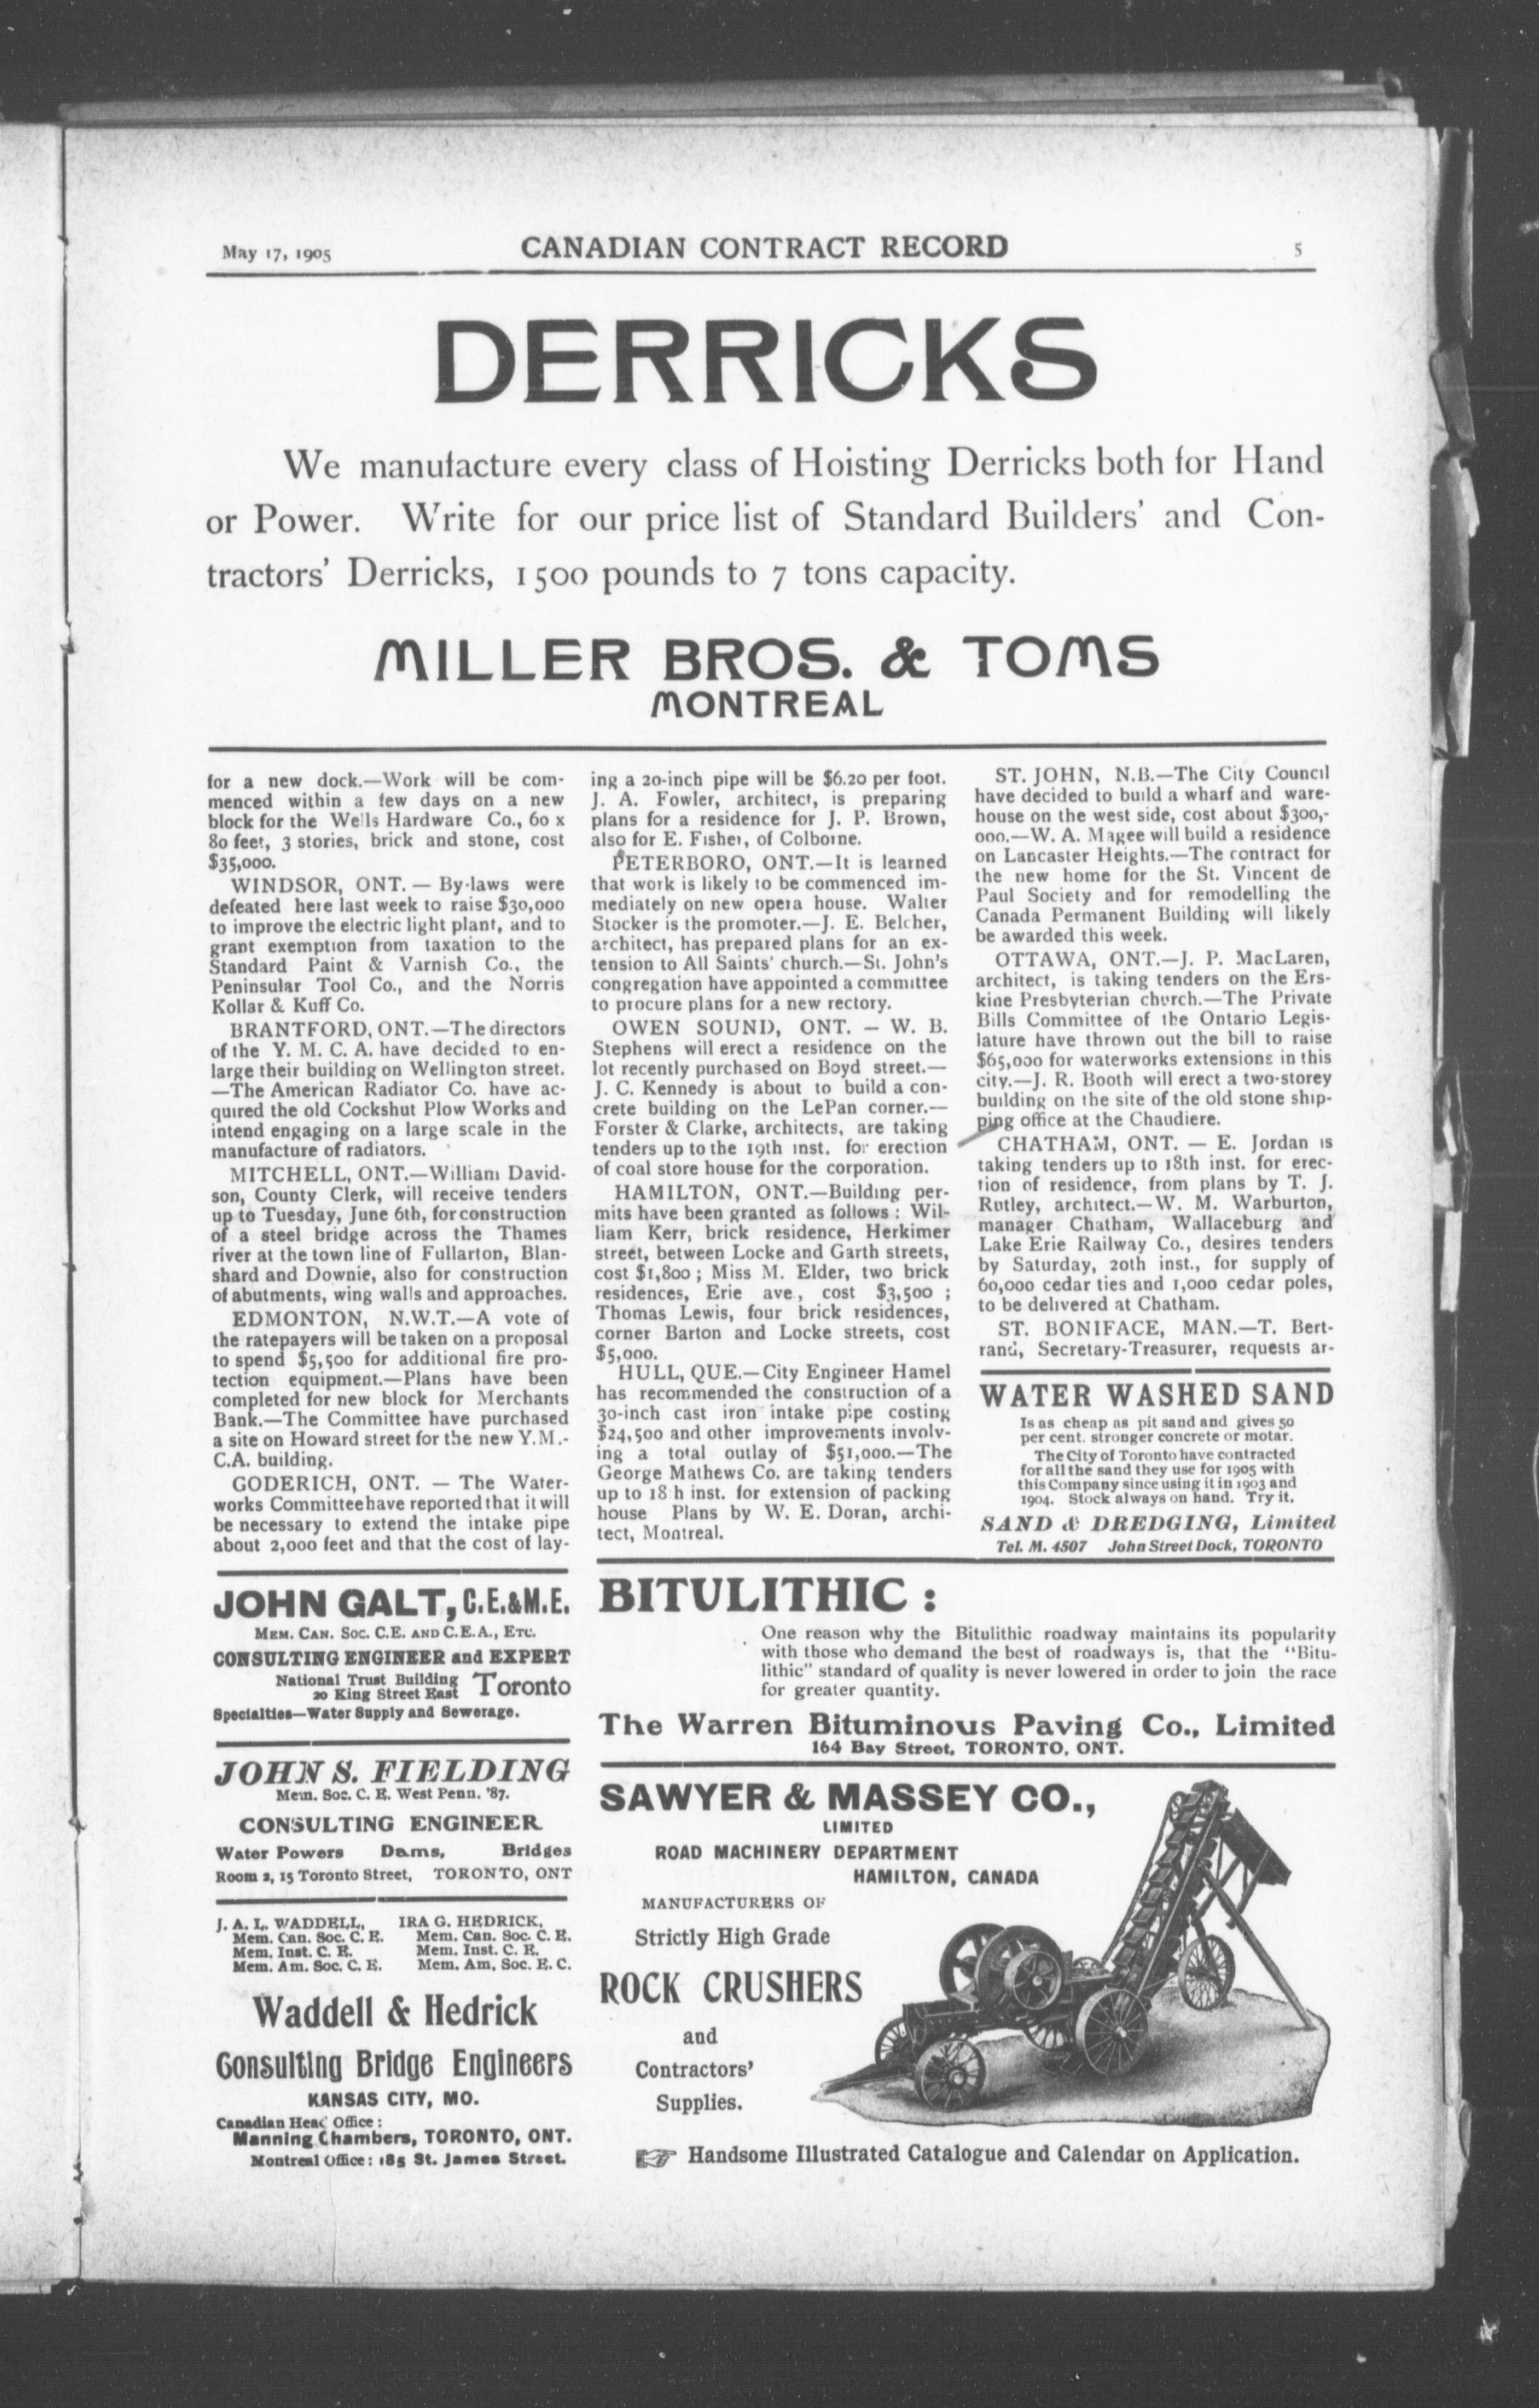 May 17, 1905
CANADIAN CONTRACT RECORD
5
DERRICKS
We manufacture every class of Hoisting Derricks both for Hand
or Power. Write for our price list of Standard Builders' and Con-
tractors' Derricks, 1500 pounds to 7 tons capacity.
MILLER BROS. & TOMS
MONTREAL
for a new dock.—Work will be com-
menced within a few days on a new
block for the Wells Hardware Co., 60 x
80 feet, 3 stories, brick and stone, cost
$35,000.
WINDSOR, ONT. — By-laws were
defeated here last week to raise $30,000
to improve the electric light plant, and to
grant exemption from taxation to the
Standard Paint & Varnish Co., the
Peninsular Tool Co., and the Norris
Kollar & Kuff Co.
BRANTFORD, ONT.—The directors
of the Y. M. C. A. have decided to en-
large their building on Wellington street.
—The American Radiator Co. have ac-
quired the old Cockshut Plow Works and
intend engaging on a large scale in the
manufacture of radiators.
MITCHELL, ONT.—William David-
son, County Clerk, will receive tenders
up to Tuesday, June 6th, for construction
of a steel bridge across the Thames
river at the town line of Fullarton, Blan-
shard and Downie, also for construction
of abutments, wing walls and approaches.
EDMONTON, N.W.T.—A vote of
the ratepayers will be taken on a proposal
to spend $5,500 for additional fire pro-
tection equipment.—Plans have been
completed for new block for Merchants
Bank.—The Committee have purchased
a site on Howard street for the new Y.M.-
C.A. building.
GODERICH, ONT. — The Water-
works Committee have reported that it will
be necessary to extend the intake pipe
about 2,000 feet and that the cost of lay-
ing a 20-inch pipe will be $6.20 per foot.
J. A. Fowler, architect, is preparing
plans for a residence for J. P. Brown,
also for E. Fisher, of Colborne.
PETERBORO, ONT.—It is learned
that work is likely to be commenced im-
mediately on new opera house. Walter
Stocker is the promoter.—J. E. Belcher,
architect, has prepared plans for an ex-
tension to All Saints' church.—St. John's
congregation have appointed a committee
to procure plans for a new rectory.
OWEN SOUND, ONT. — W. B.
Stephens will erect a residence on the
lot recently purchased on Boyd street.—
J. C. Kennedy is about to build a con-
crete building on the LePan corner.—
Forster & Clarke, architects, are taking
tenders up to the 19th inst. for erection
of coal store house for the corporation.
HAMILTON, ONT.—Building per-
mits have been granted as follows : Wil-
liam Kerr, brick residence, Herkimer
street, between Locke and Garth streets,
cost $1,800 ; Miss M. Elder, two brick
residences, Erie ave., cost $3,500 ;
Thomas Lewis, four brick residences,
corner Barton and Locke streets, cost
$5,000.
HULL, QUE.—City Engineer Hamel
has recommended the construction of a
30-inch cast iron intake pipe costing
$24,500 and other improvements involv-
ing a total outlay of $51,000.—The
George Mathews Co. are taking tenders
up to 18 h inst. for extension of packing
house Plans by W. E. Doran, archi-
tect, Montreal.
ST. JOHN, N.B.—The City Council
have decided to build a wharf and ware-
house on the west side, cost about $300,-
000.—W. A. Magee will build a residence
on Lancaster Heights.—The contract for
the new home for the St. Vincent de
Paul Society and for remodelling the
Canada Permanent Building will likely
be awarded this week.
OTTAWA, ONT.—J. P. MacLaren,
architect, is taking tenders on the Ers-
kine Presbyterian church.—The Private
Bills Committee of the Ontario Legis-
lature have thrown out the bill to raise
$65,000 for waterworks extensions in this
city.—J. R. Booth will erect a two-storey
building on the site of the old stone ship-
ping office at the Chaudiere.
CHATHAM, ONT. — E. Jordan is
taking tenders up to 18th inst. for erec-
tion of residence, from plans by T. J.
Rutley, architect.—W. M. Warburton,
manager Chatham, Wallaceburg and
Lake Erie Railway Co., desires tenders
by Saturday, 20th inst., for supply of
60,000 cedar ties and 1,000 cedar poles,
to be delivered at Chatham.
ST. BONIFACE, MAN.—T. Bert-
rand, Secretary-Treasurer, requests ar-
WATER WASHED SAND
Is as cheap as pit sand and gives 50
per cent. stronger concrete or motar.
The City of Toronto have contracted
for all the sand they use for 1905 with
this Company since using it in 1903 and
1904. Stock always on hand. Try it.
SAND & DREDGING, Limited
Tel. M. 4507 John Street Dock, TORONTO
JOHN GALT, C.E.&M.E.
MEM. CAN. SOC. C.E. AND C.E.A., ETC.
CONSULTING ENGINEER and EXPERT
National Trust Building
20 King Street East Toronto
Specialties—Water Supply and Sewerage.
JOHN S. FIELDING
Mem. Soc. C. E. West Penn. '87.
CONSULTING ENGINEER
Water Powers Dams, Bridges
Room 2, 15 Toronto Street, TORONTO, ONT
J. A. L. WADDELL, IRA G. HEDRICK,
Mem. Can. Soc. C. E. Mem. Can. Soc. C. E.
Mem. Inst. C. E. Mem. Inst. C. E.
Mem. Am. Soc. C. E. Mem. Am. Soc. E. C.
Waddell & Hedrick
Consulting Bridge Engineers
KANSAS CITY, MO.
Canadian Head Office :
Manning Chambers, TORONTO, ONT.
Montreal Office : 185 St. James Street.
BITULITHIC :
One reason why the Bitulithic roadway maintains its popularity
with those who demand the best of roadways is, that the "Bitu-
lithic" standard of quality is never lowered in order to join the race
for greater quantity.
The Warren Bituminous Paving Co., Limited
164 Bay Street, TORONTO, ONT.
SAWYER & MASSEY CO.,
LIMITED
ROAD MACHINERY DEPARTMENT
HAMILTON, CANADA
MANUFACTURERS OF
Strictly High Grade
ROCK CRUSHERS
and
Contractors'
Supplies.
☞ Handsome Illustrated Catalogue and Calendar on Application.